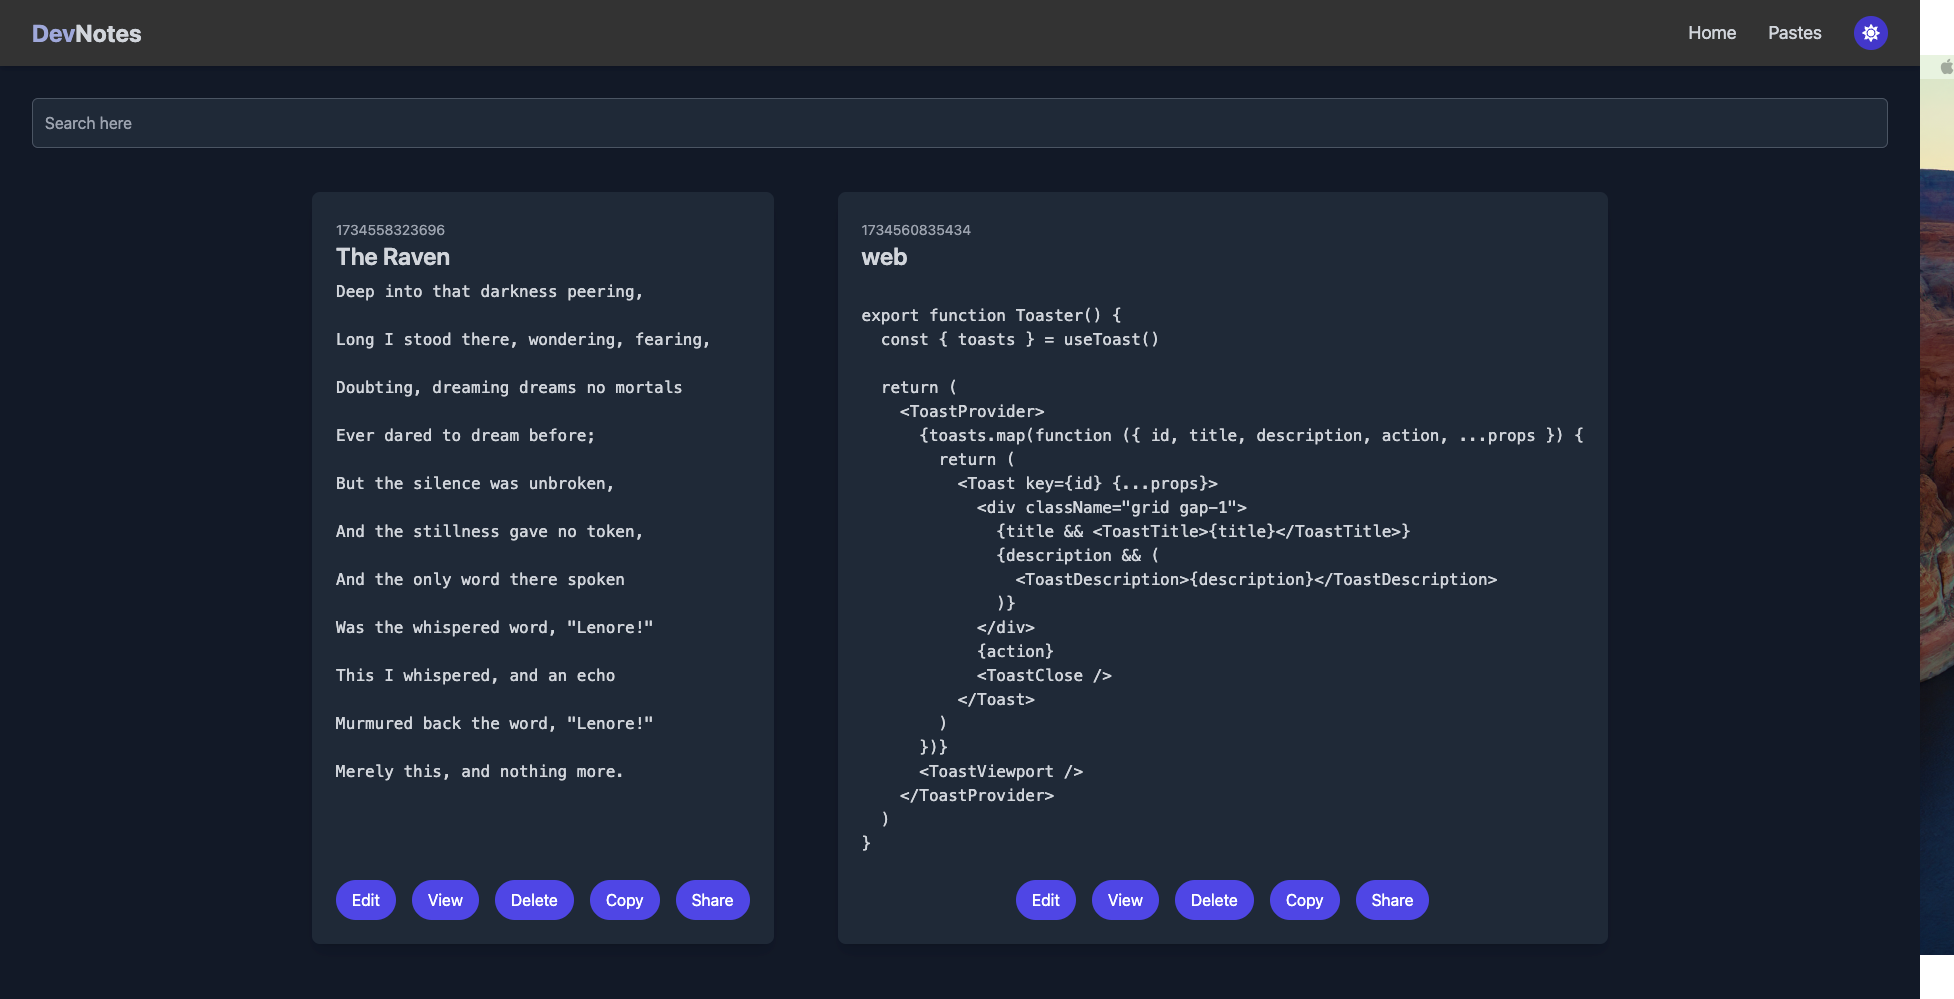 DevNotes
Home
Pastes
Search here
1734558323696
The Raven
Deep into that darkness peering,
Long I stood there, wondering, fearing,
Doubting, dreaming dreams no mortals
Ever dared to dream before;
But the silence was unbroken,
And the stillness gave no token,
And the only word there spoken
Was the whispered word, "Lenore!"
This I whispered, and an echo
Murmured back the word, "Lenore!"
Merely this, and nothing more.
Edit
View
Delete
Copy
Share
1734560835434
web
export function Toaster() {
  const { toasts } = useToast()
  return (
    <ToastProvider>
      {toasts.map(function ({ id, title, description, action, ...props }) {
        return (
          <Toast key={id} {...props}>
            <div className="grid gap-1">
              {title && <ToastTitle>{title}</ToastTitle>}
              {description && (
                <ToastDescription>{description}</ToastDescription>
              )}
            </div>
            {action}
            <ToastClose />
          </Toast>
        )
      })}
      <ToastViewport />
    </ToastProvider>
  )
}
Edit
View
Delete
Copy
Share